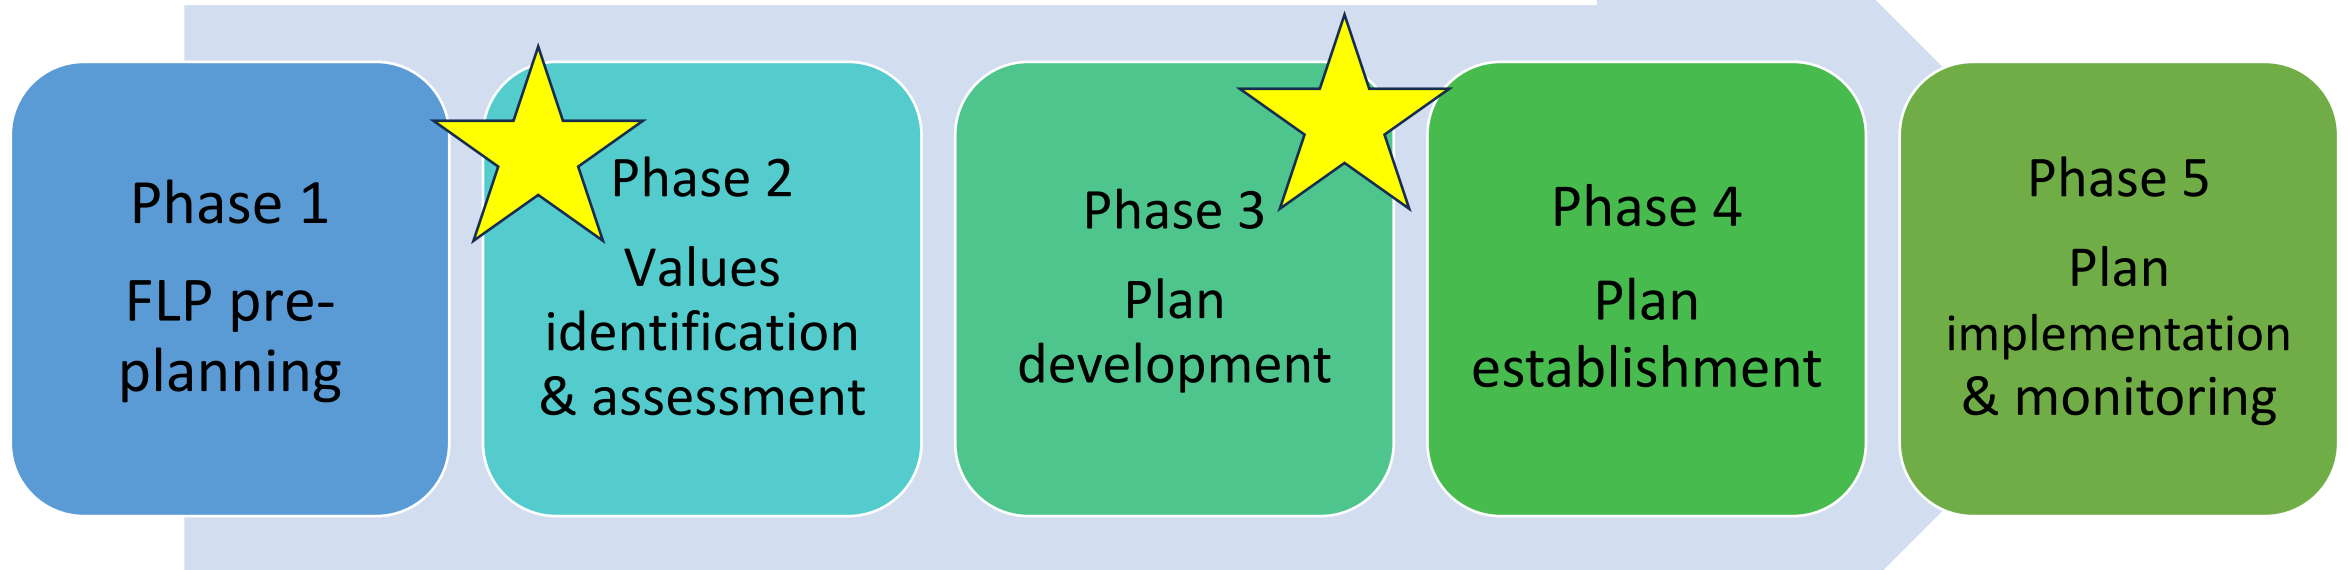 Phase 1
FLP pre-
planning
Phase 2
Values
identification
& assessment
Phase 3
Plan
development
Phase 4
Plan
establishment
Phase 5
Plan
implementation
& monitoring